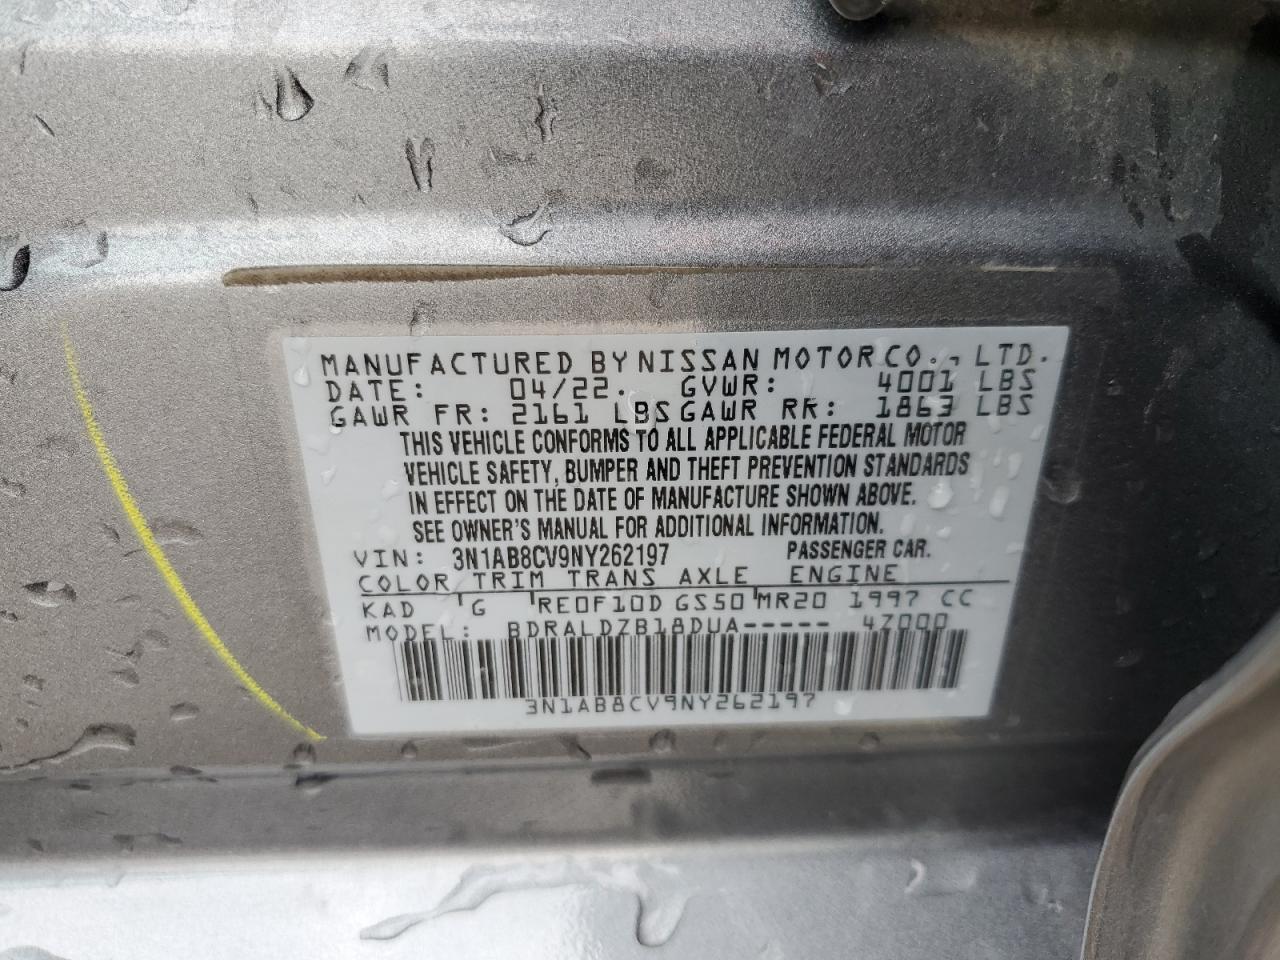 MANUFACTURED BY NISSAN MOTOR CO., LTD.
DATE: 04/22. GVWR: 4001 LBS
GAWR FR: 2161 LBS GAWR RR: 1863 LBS
THIS VEHICLE CONFORMS TO ALL APPLICABLE FEDERAL MOTOR
VEHICLE SAFETY, BUMPER AND THEFT PREVENTION STANDARDS
IN EFFECT ON THE DATE OF MANUFACTURE SHOWN ABOVE.
SEE OWNER'S MANUAL FOR ADDITIONAL INFORMATION.
VIN: 3N1AB8CV9NY262197 PASSENGER CAR.
COLOR TRIM TRANS AXLE ENGINE
KAD G RE0F10D GS50 MR20 1997 CC
MODEL: BDRALDZB18DUA----- 4Z000
3N1AB8CV9NY262197